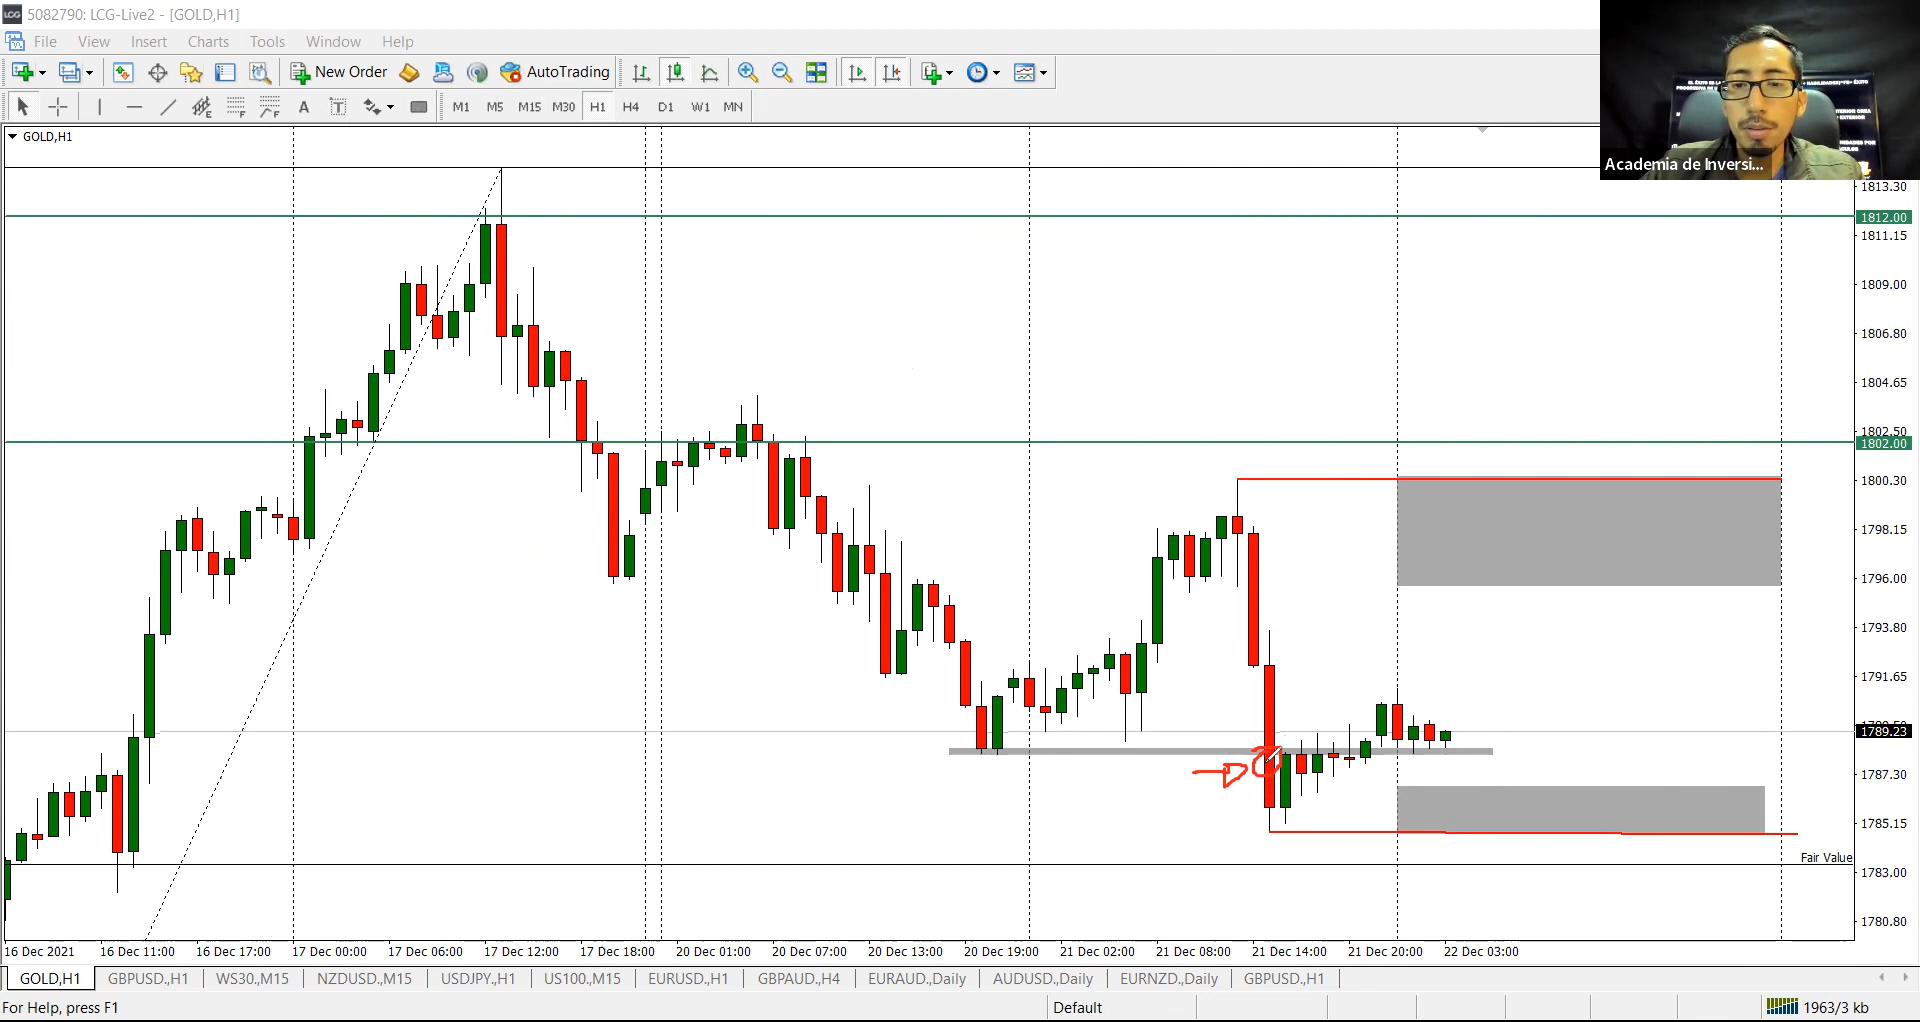 5082790: LCG-Live2 - [GOLD,H1]
File View Insert Charts Tools Window Help
New Order AutoTrading
A T M1 M5 M15 M30 H1 H4 D1 W1 MN
GOLD,H1
Academia de Inversi...
1813.30
1812.00
1811.15
1809.00
1806.80
1804.65
1802.50
1802.00
1800.30
1798.15
1796.00
1793.80
1791.65
1789.23
1787.30
1785.15
Fair Value
1783.00
1780.80
16 Dec 2021 16 Dec 11:00 16 Dec 17:00 17 Dec 00:00 17 Dec 06:00 17 Dec 12:00 17 Dec 18:00 20 Dec 01:00 20 Dec 07:00 20 Dec 13:00 20 Dec 19:00 21 Dec 02:00 21 Dec 08:00 21 Dec 14:00 21 Dec 20:00 22 Dec 03:00
GOLD,H1 GBPUSD.,H1 WS30.,M15 NZDUSD.,M15 USDJPY.,H1 US100.,M15 EURUSD.,H1 GBPAUD.,H4 EURAUD.,Daily AUDUSD.,Daily EURNZD.,Daily GBPUSD.,H1
For Help, press F1 Default 1963/3 kb